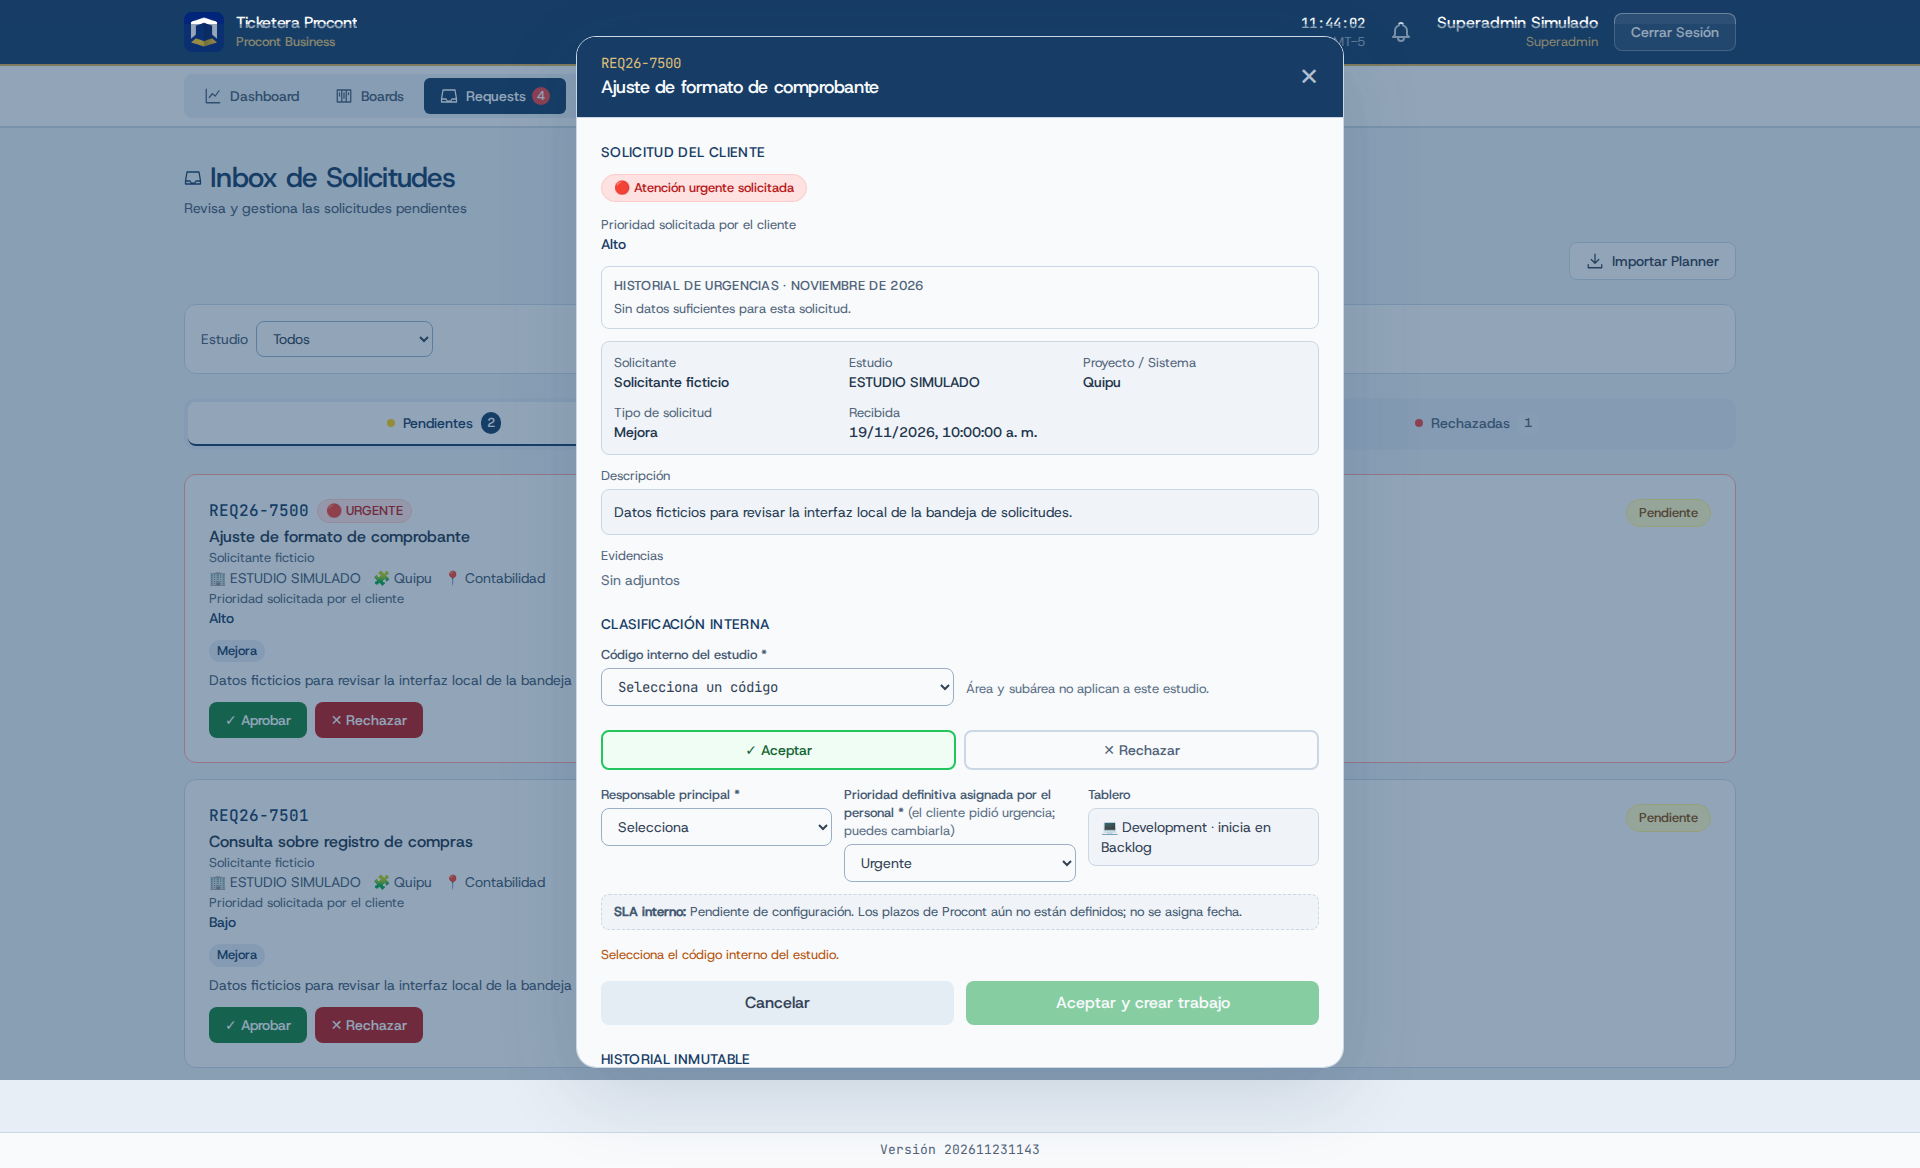 Ticketera Procont
Procont Business
11:44:02
MT-5
Superadmin Simulado
Superadmin
Cerrar Sesión
Dashboard
Boards
Requests 4
Inbox de Solicitudes
Revisa y gestiona las solicitudes pendientes
Importar Planner
Estudio
Todos
Pendientes 2
Rechazadas 1
REQ26-7500
URGENTE
Pendiente
Ajuste de formato de comprobante
Solicitante ficticio
ESTUDIO SIMULADO Quipu Contabilidad
Prioridad solicitada por el cliente
Alto
Mejora
Datos ficticios para revisar la interfaz local de la bandeja
✓ Aprobar
✕ Rechazar
REQ26-7501
Pendiente
Consulta sobre registro de compras
Solicitante ficticio
ESTUDIO SIMULADO Quipu Contabilidad
Prioridad solicitada por el cliente
Bajo
Mejora
Datos ficticios para revisar la interfaz local de la bandeja
✓ Aprobar
✕ Rechazar
REQ26-7500
Ajuste de formato de comprobante
✕
SOLICITUD DEL CLIENTE
Atención urgente solicitada
Prioridad solicitada por el cliente
Alto
HISTORIAL DE URGENCIAS · NOVIEMBRE DE 2026
Sin datos suficientes para esta solicitud.
Solicitante
Solicitante ficticio
Estudio
ESTUDIO SIMULADO
Proyecto / Sistema
Quipu
Tipo de solicitud
Mejora
Recibida
19/11/2026, 10:00:00 a. m.
Descripción
Datos ficticios para revisar la interfaz local de la bandeja de solicitudes.
Evidencias
Sin adjuntos
CLASIFICACIÓN INTERNA
Código interno del estudio *
Selecciona un código
Área y subárea no aplican a este estudio.
✓ Aceptar
✕ Rechazar
Responsable principal *
Selecciona
Prioridad definitiva asignada por el
personal * (el cliente pidió urgencia;
puedes cambiarla)
Urgente
Tablero
Development · inicia en
Backlog
SLA interno: Pendiente de configuración. Los plazos de Procont aún no están definidos; no se asigna fecha.
Selecciona el código interno del estudio.
Cancelar
Aceptar y crear trabajo
HISTORIAL INMUTABLE
Versión 202611231143